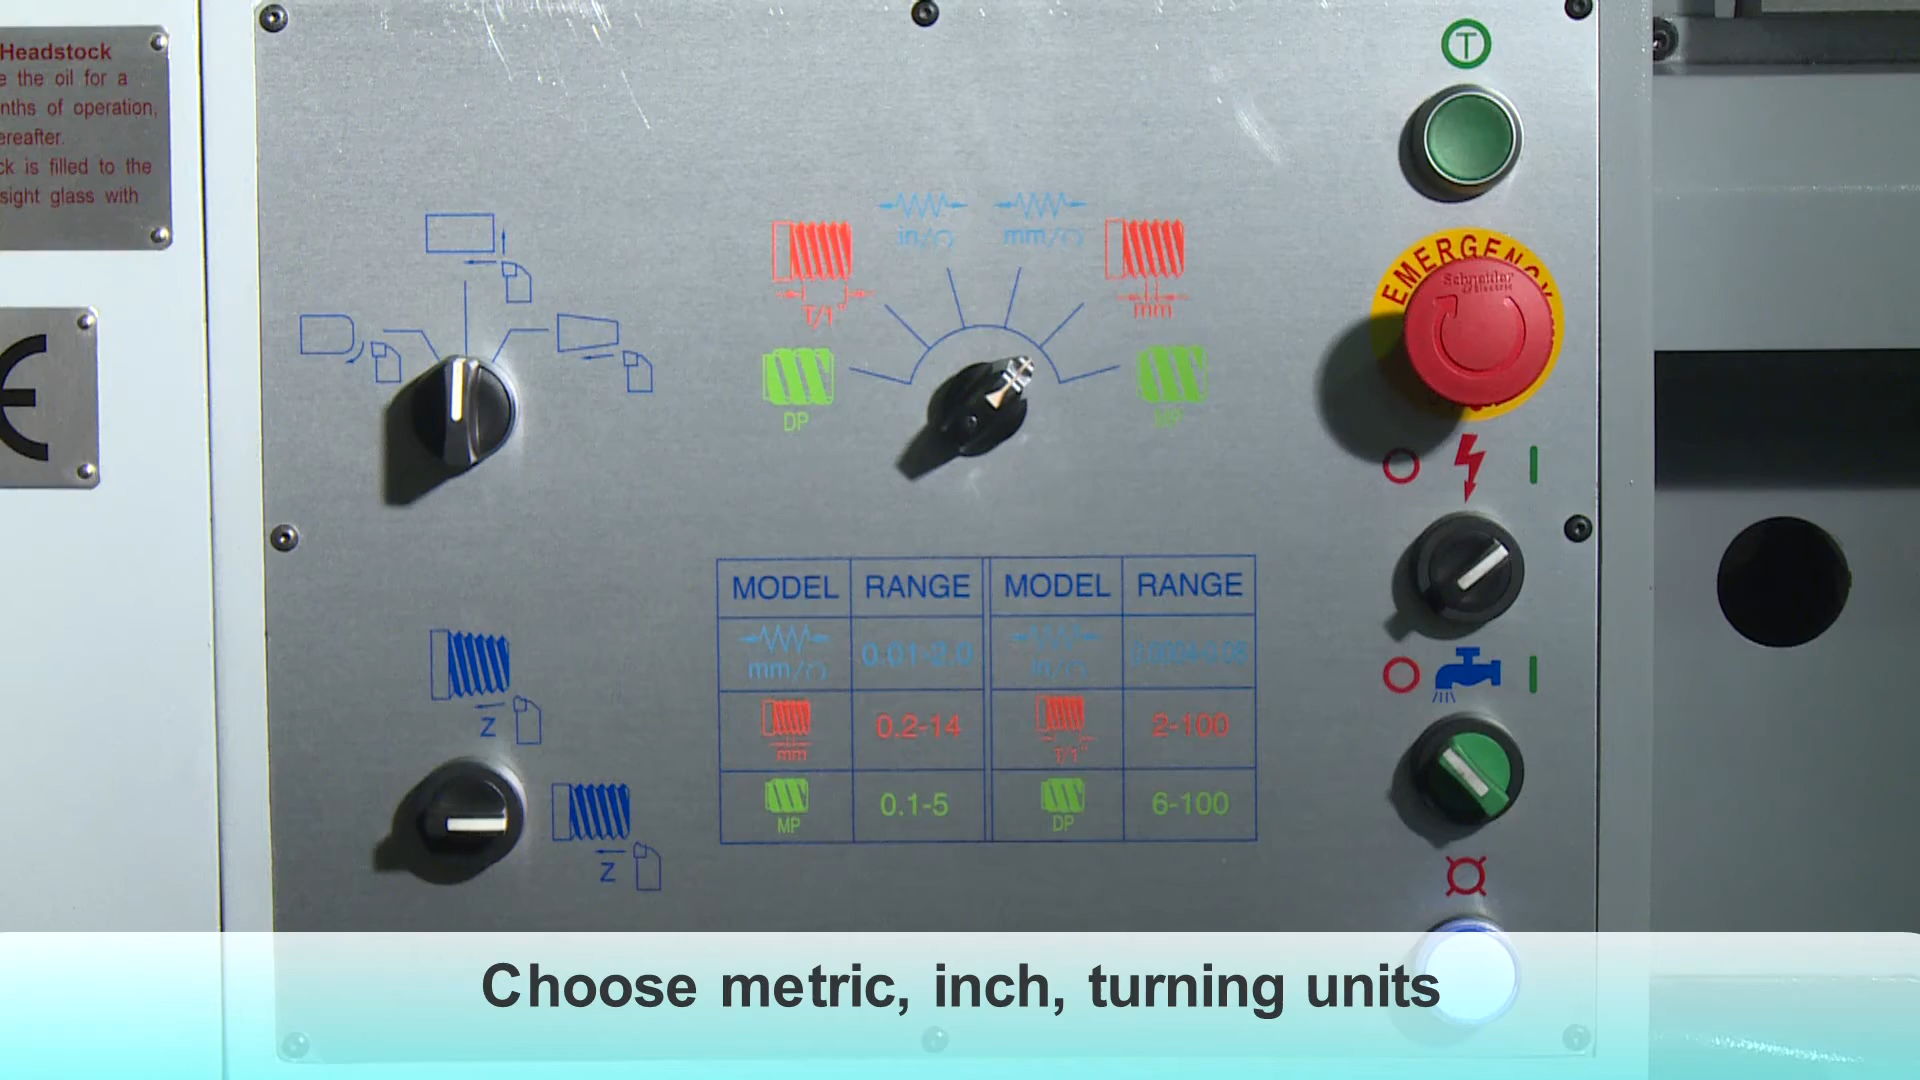 Headstock
e the oil for a
nths of operation,
ereafter.
ck is filled to the
sight glass with
CE
T
EMERGENCY
Schneider
Electric
in/
mm/
T/1"
mm
DP
MP
Z
Z
MODEL RANGE MODEL RANGE
mm/ 0.01-2.0 in/ 0.0004-0.08
mm 0.2-14 T/1" 2-100
MP 0.1-5 DP 6-100
Choose metric, inch, turning units